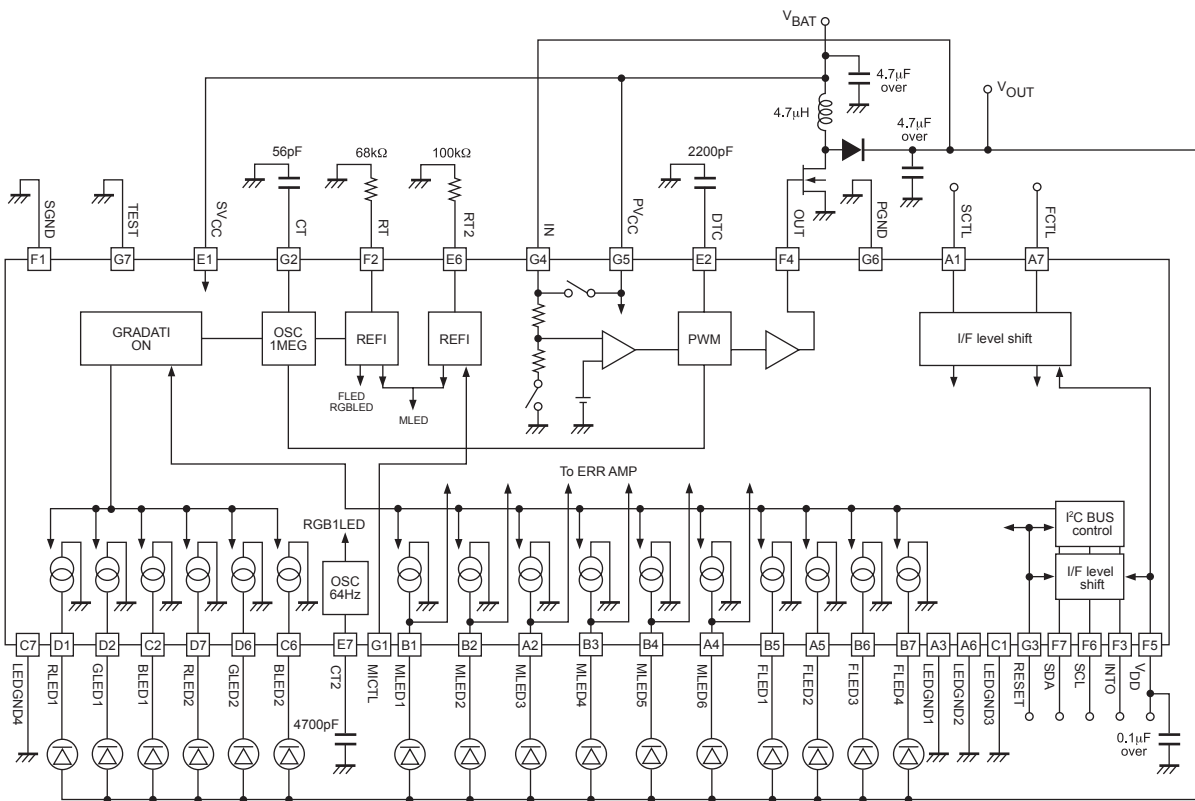 VBAT
4.7μF
over
VOUT
4.7μH
4.7μF
over
56pF
68kΩ
100kΩ
2200pF
SGND
TEST
SVCC
CT
RT
RT2
IN
PVCC
DTC
OUT
PGND
SCTL
FCTL
F1
G7
E1
G2
F2
E6
G4
G5
E2
F4
G6
A1
A7
GRADATI
ON
OSC
1MEG
REFI
REFI
PWM
I/F level shift
FLED
RGBLED
MLED
To ERR AMP
RGB1LED
OSC
64Hz
I²C BUS
control
I/F level
shift
C7
D1
D2
C2
D7
D6
C6
E7
G1
B1
B2
A2
B3
B4
A4
B5
A5
B6
B7
A3
A6
C1
G3
F7
F6
F3
F5
LEDGND4
RLED1
GLED1
BLED1
RLED2
GLED2
BLED2
CT2
MICTL
MLED1
MLED2
MLED3
MLED4
MLED5
MLED6
FLED1
FLED2
FLED3
FLED4
LEDGND1
LEDGND2
LEDGND3
RESET
SDA
SCL
INTO
VDD
4700pF
0.1μF
over